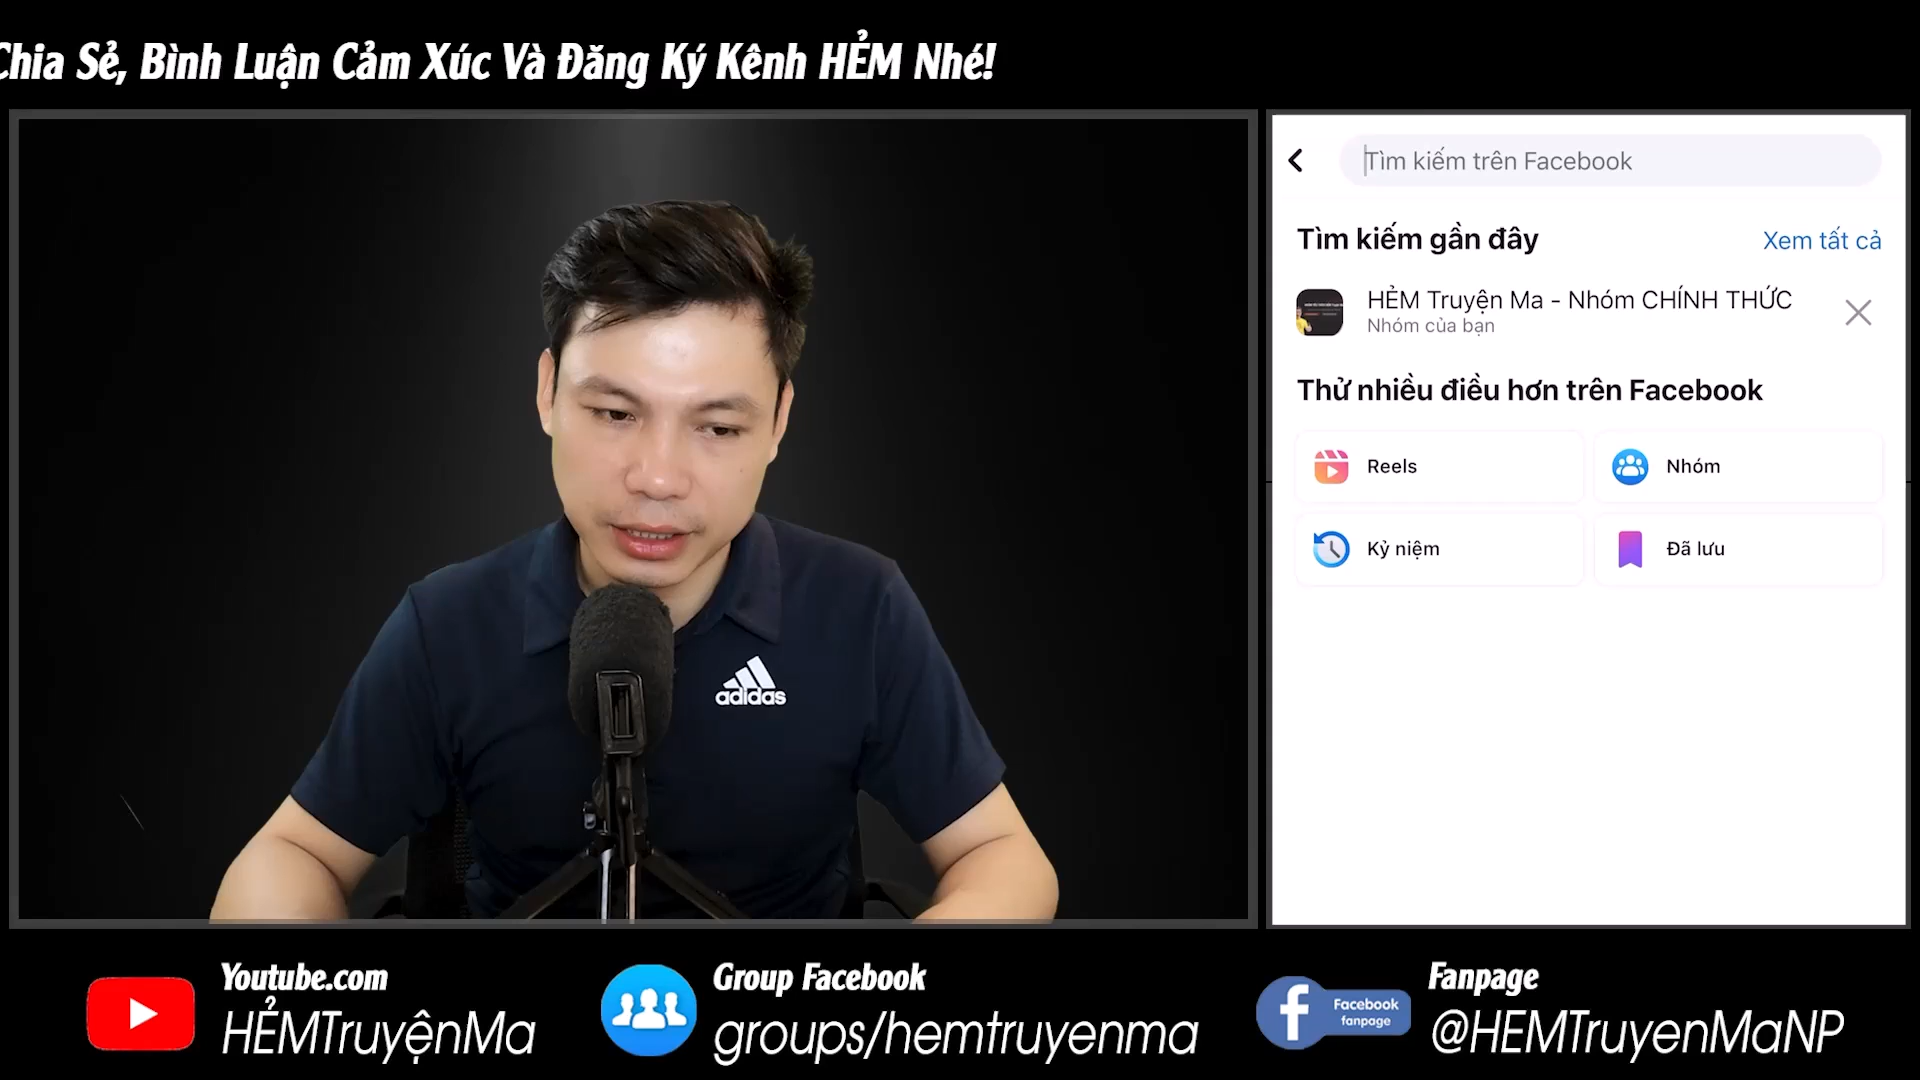 Chia Sẻ, Bình Luận Cảm Xúc Và Đăng Ký Kênh HẺM Nhé!
Tìm kiếm trên Facebook
Tìm kiếm gần đây
Xem tất cả
HẺM Truyện Ma - Nhóm CHÍNH THỨC
Nhóm của bạn
Thử nhiều điều hơn trên Facebook
Reels
Nhóm
Kỷ niệm
Đã lưu
adidas
Youtube.com
HẺMTruyệnMa
Group Facebook
groups/hemtruyenma
Facebook
fanpage
Fanpage
@HEMTruyenMaNP